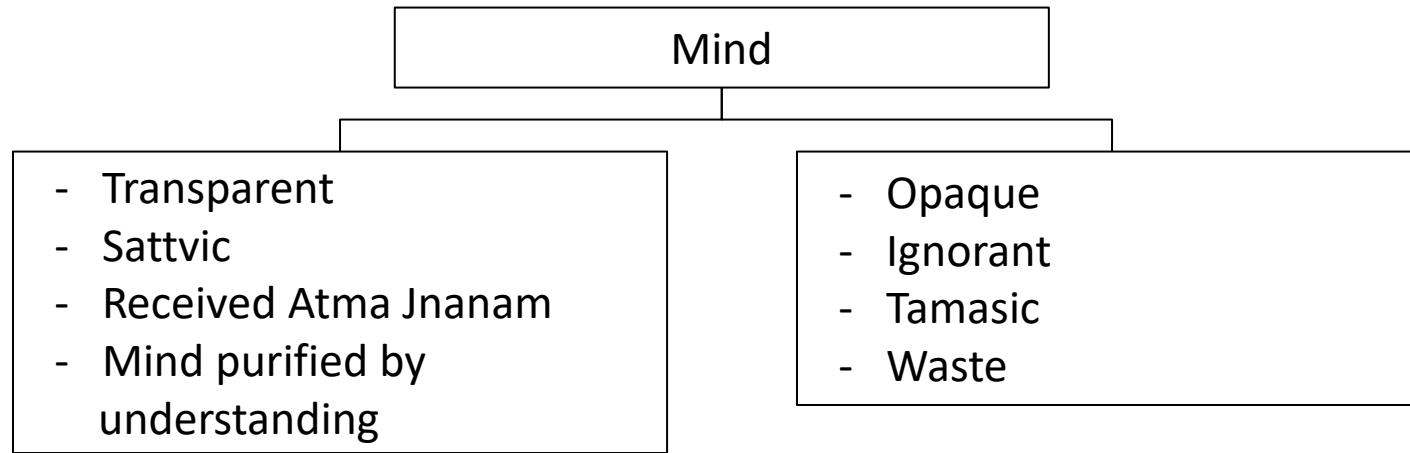 Mind
- Transparent
- Sattvic
- Received Atma Jnanam
- Mind purified by
understanding
- Opaque
- Ignorant
- Tamasic
- Waste